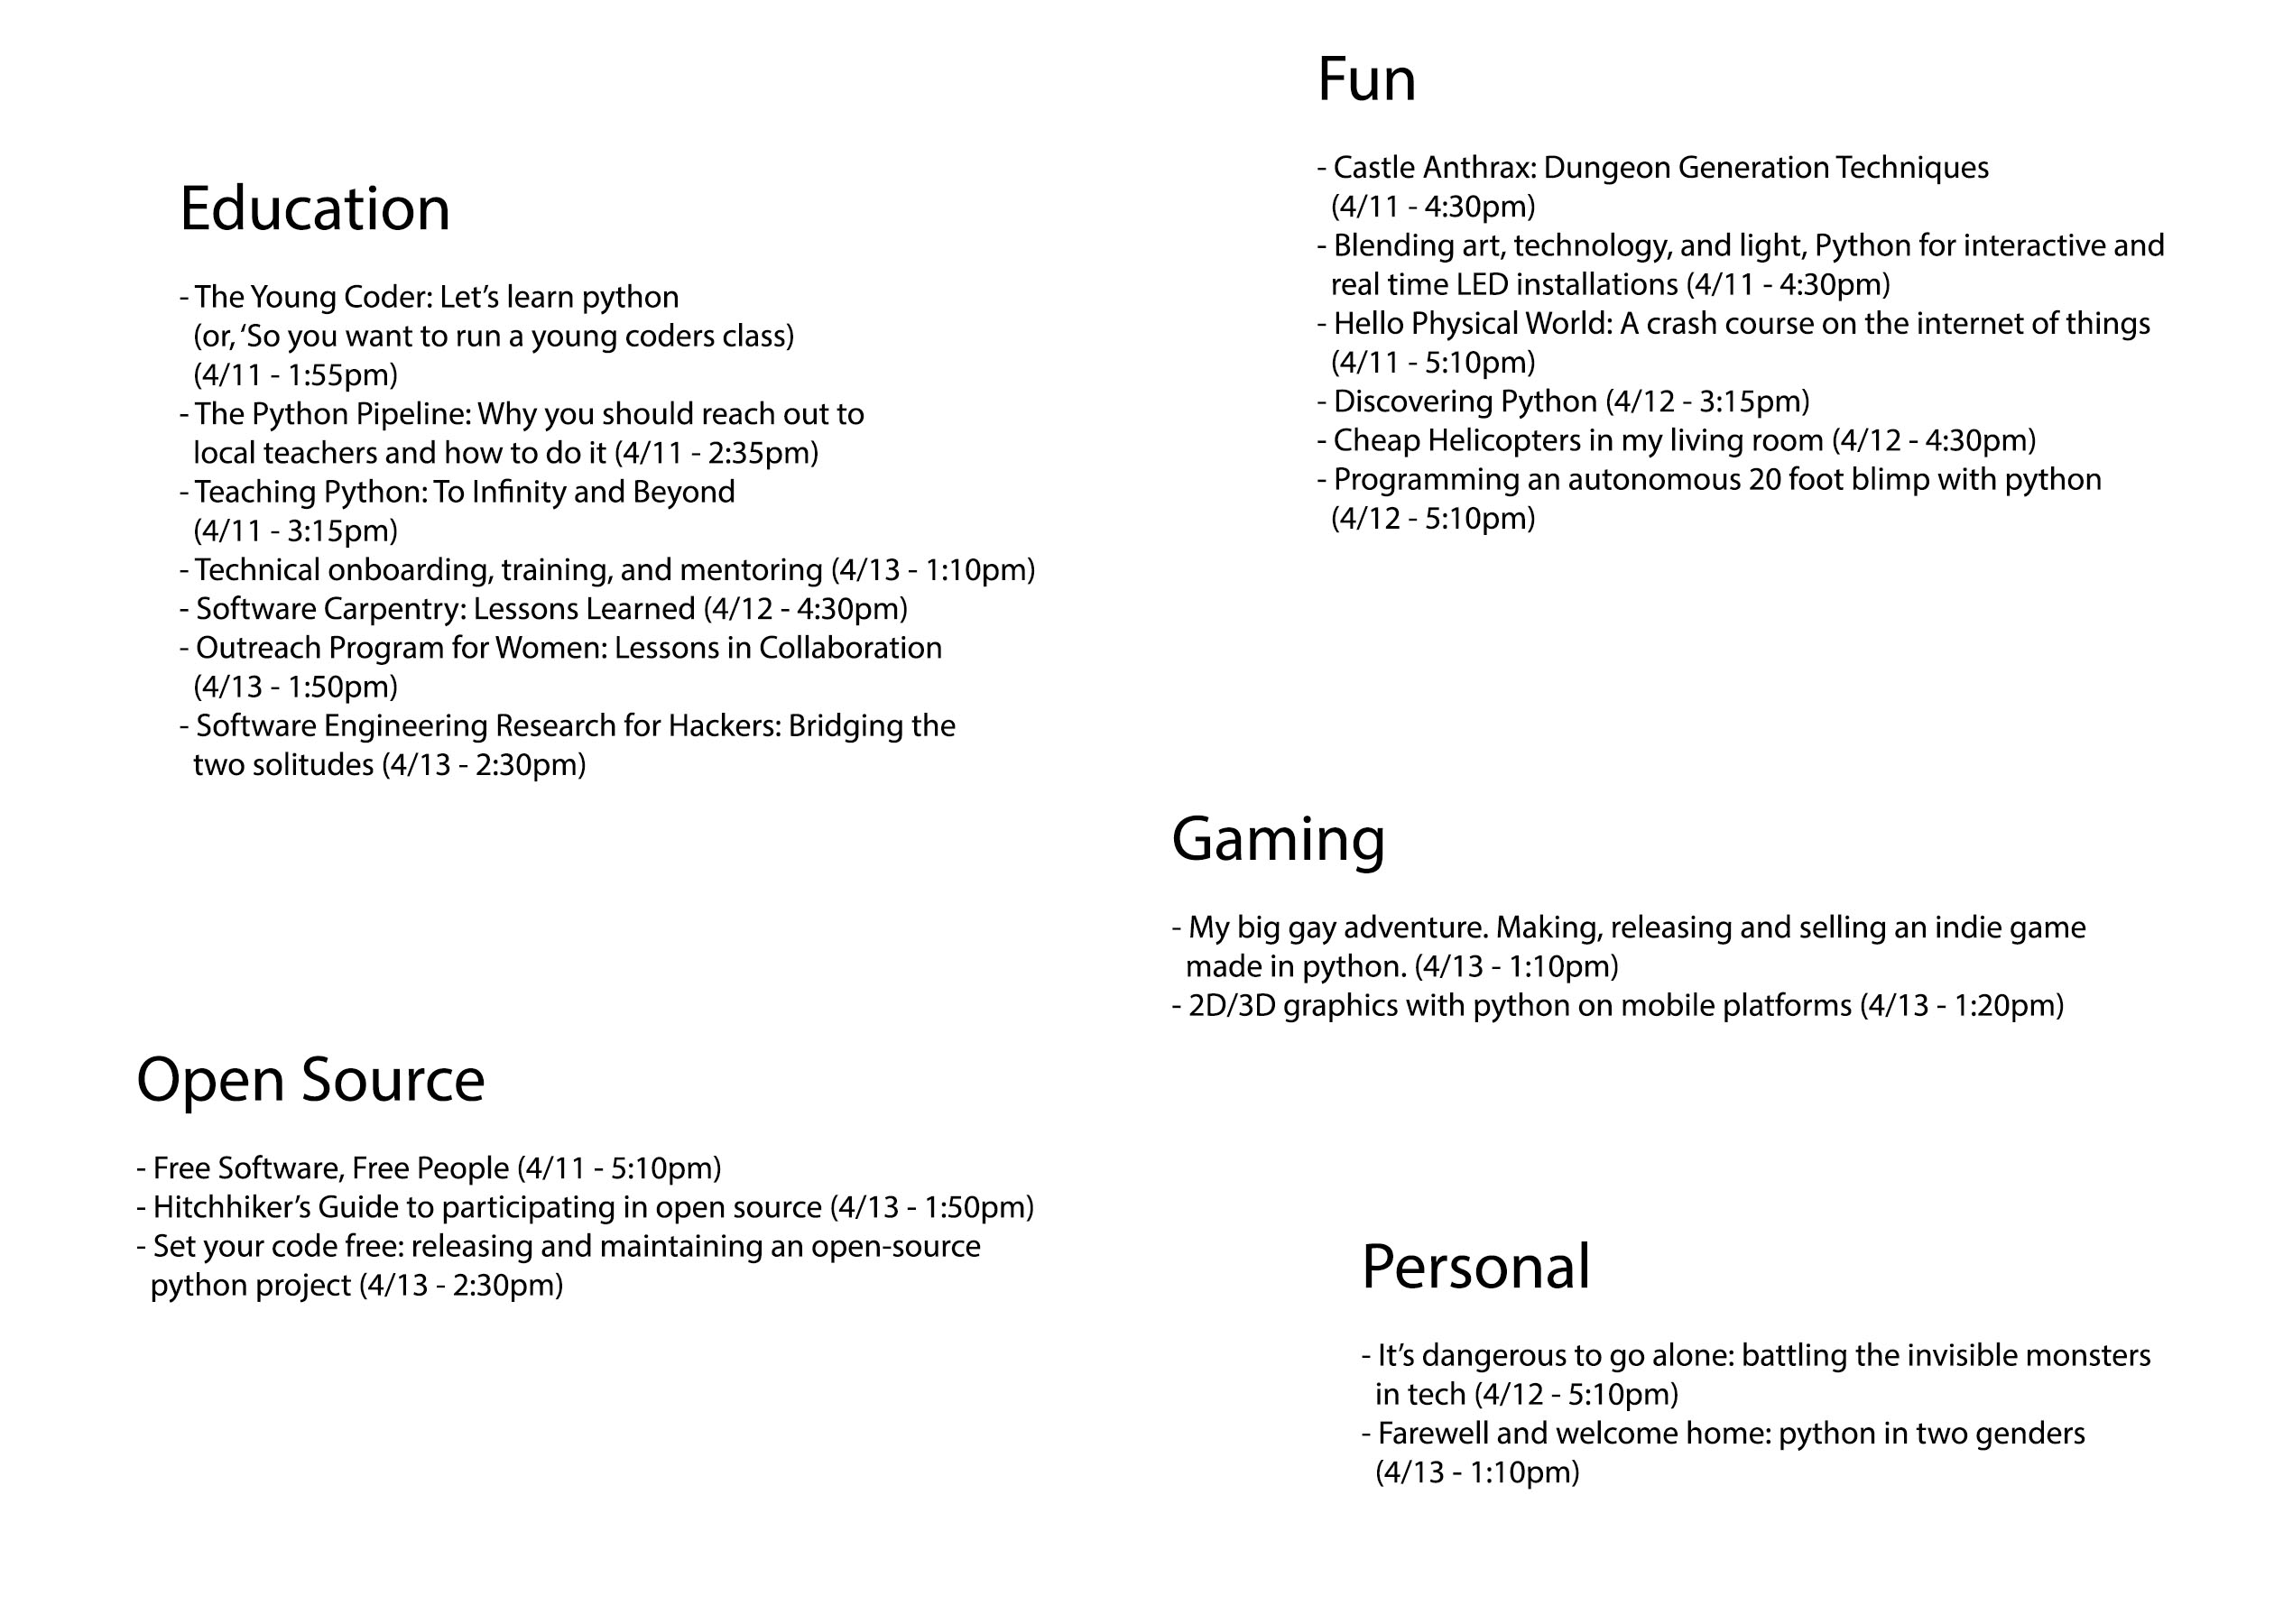 Education
- The Young Coder: Let’s learn python
(or, ‘So you want to run a young coders class)
(4/11 - 1:55pm)
- The Python Pipeline: Why you should reach out to
local teachers and how to do it (4/11 - 2:35pm)
- Teaching Python: To Infinity and Beyond
(4/11 - 3:15pm)
- Technical onboarding, training, and mentoring (4/13 - 1:10pm)
- Software Carpentry: Lessons Learned (4/12 - 4:30pm)
- Outreach Program for Women: Lessons in Collaboration
(4/13 - 1:50pm)
- Software Engineering Research for Hackers: Bridging the
two solitudes (4/13 - 2:30pm)
Open Source
- Free Software, Free People (4/11 - 5:10pm)
- Hitchhiker’s Guide to participating in open source (4/13 - 1:50pm)
- Set your code free: releasing and maintaining an open-source
python project (4/13 - 2:30pm)
Fun
- Castle Anthrax: Dungeon Generation Techniques
(4/11 - 4:30pm)
- Blending art, technology, and light, Python for interactive and
real time LED installations (4/11 - 4:30pm)
- Hello Physical World: A crash course on the internet of things
(4/11 - 5:10pm)
- Discovering Python (4/12 - 3:15pm)
- Cheap Helicopters in my living room (4/12 - 4:30pm)
- Programming an autonomous 20 foot blimp with python
(4/12 - 5:10pm)
Gaming
- My big gay adventure. Making, releasing and selling an indie game
made in python. (4/13 - 1:10pm)
- 2D/3D graphics with python on mobile platforms (4/13 - 1:20pm)
Personal
- It’s dangerous to go alone: battling the invisible monsters
in tech (4/12 - 5:10pm)
- Farewell and welcome home: python in two genders
(4/13 - 1:10pm)